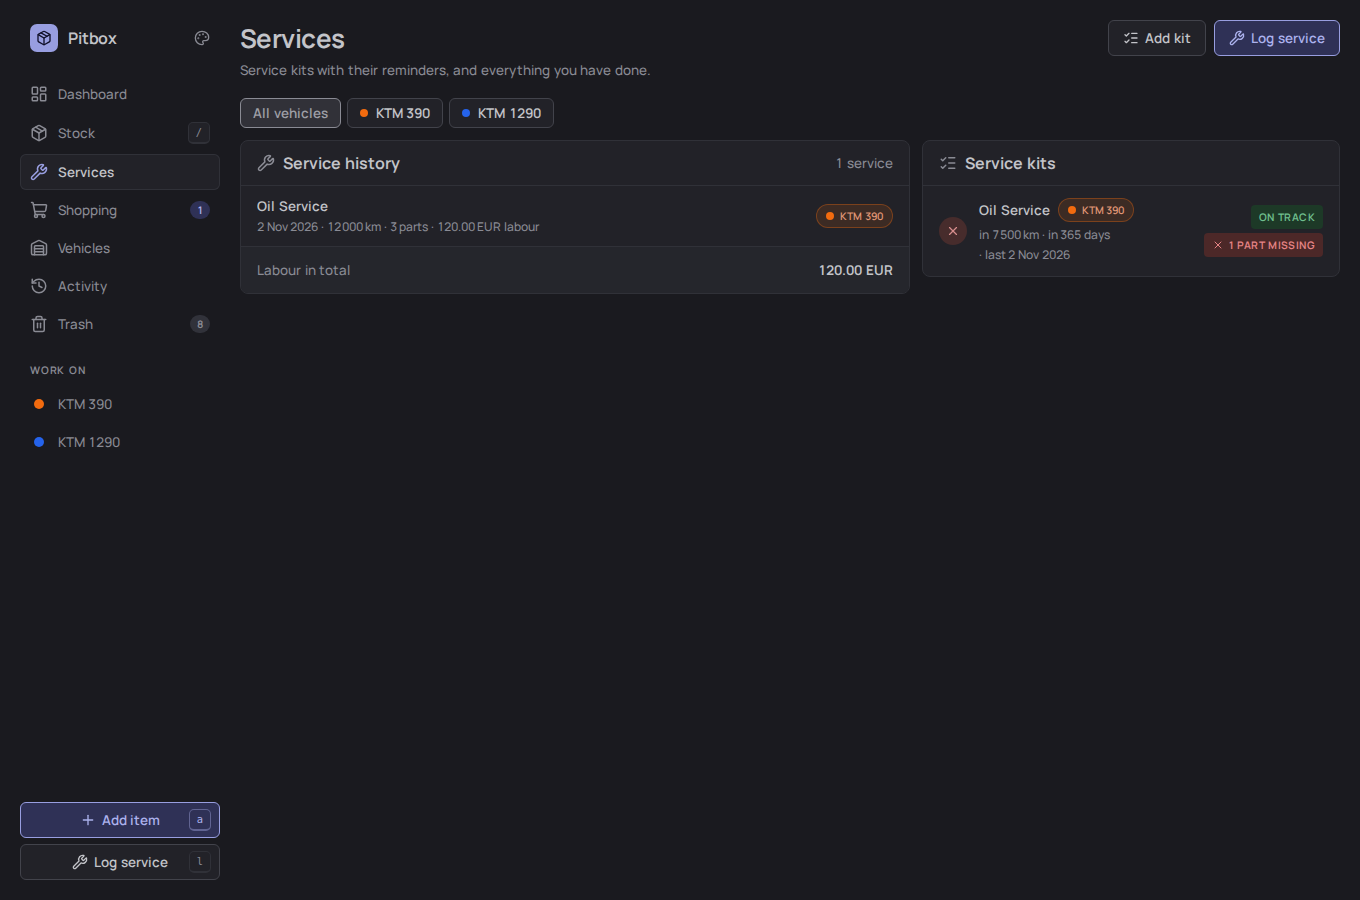 Pitbox
Dashboard
Stock /
Services
Shopping 1
Vehicles
Activity
Trash 8
WORK ON
KTM 390
KTM 1290
+ Add item a
Log service l
Services
Service kits with their reminders, and everything you have done.
Add kit
Log service
All vehicles
KTM 390
KTM 1290
Service history
1 service
Oil Service
2 Nov 2026 · 12 000 km · 3 parts · 120.00 EUR labour
KTM 390
Labour in total
120.00 EUR
Service kits
Oil Service
KTM 390
in 7 500 km · in 365 days
· last 2 Nov 2026
ON TRACK
1 PART MISSING